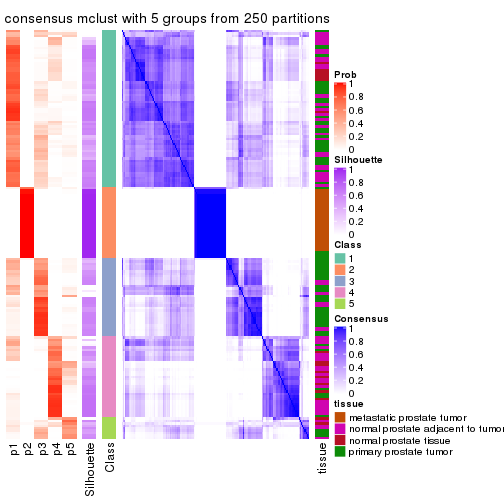 consensus mclust with 5 groups from 250 partitions
Prob
1
0.8
0.6
0.4
0.2
0
Silhouette
1
0.8
0.6
0.4
0.2
0
Class
1
2
3
4
5
Consensus
1
0.8
0.6
0.4
0.2
0
tissue
metastatic prostate tumor
normal prostate adjacent to tumor
normal prostate tissue
primary prostate tumor
p1
p2
p3
p4
p5
Silhouette
Class
tissue